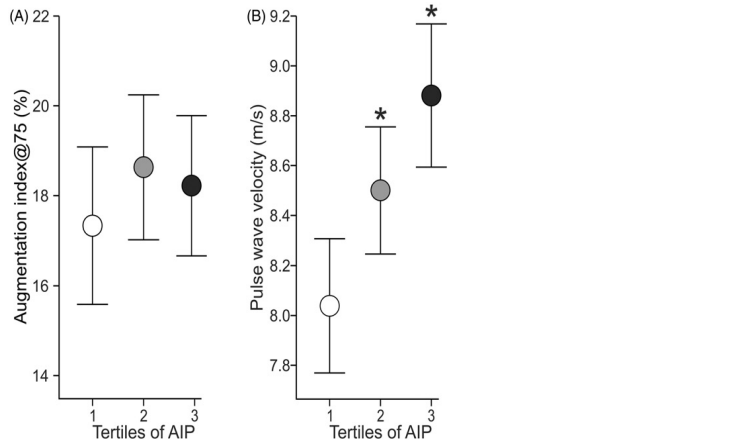 (A)
22
20
18
16
14
Augmentation index@75 (%)
1 2 3
Tertiles of AIP
(B)
9.2
9.0
8.8
8.6
8.4
8.2
8.0
7.8
Pulse wave velocity (m/s)
*
*
1 2 3
Tertiles of AIP